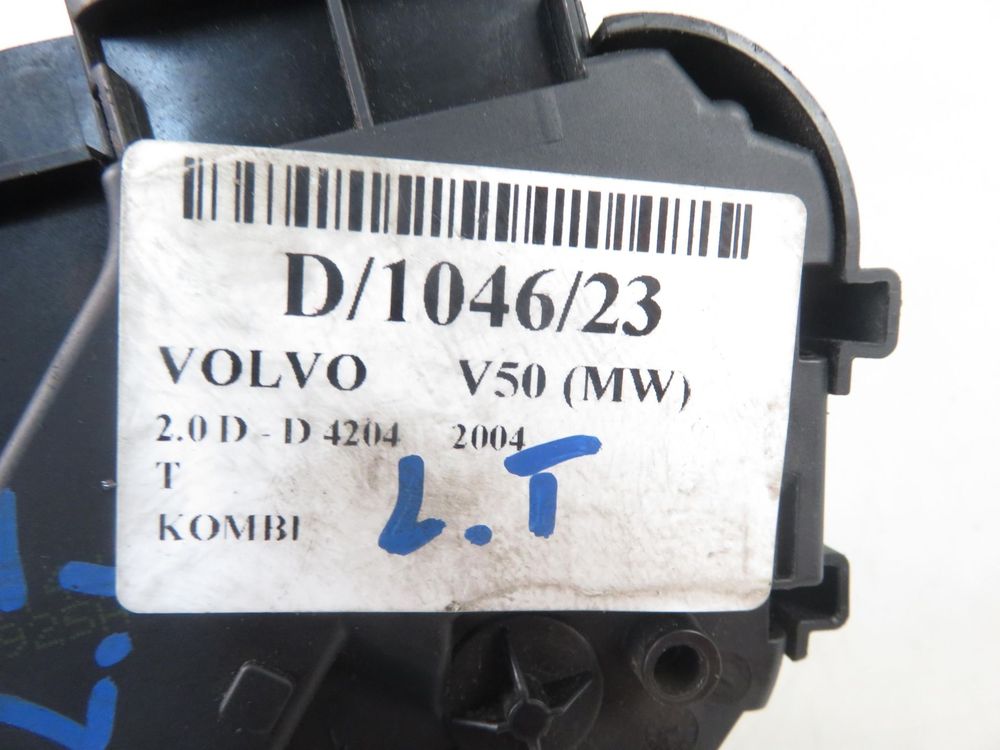 D/1046/23
VOLVO V50 (MW)
2.0 D - D 4204 2004
T
KOMBI
L.T